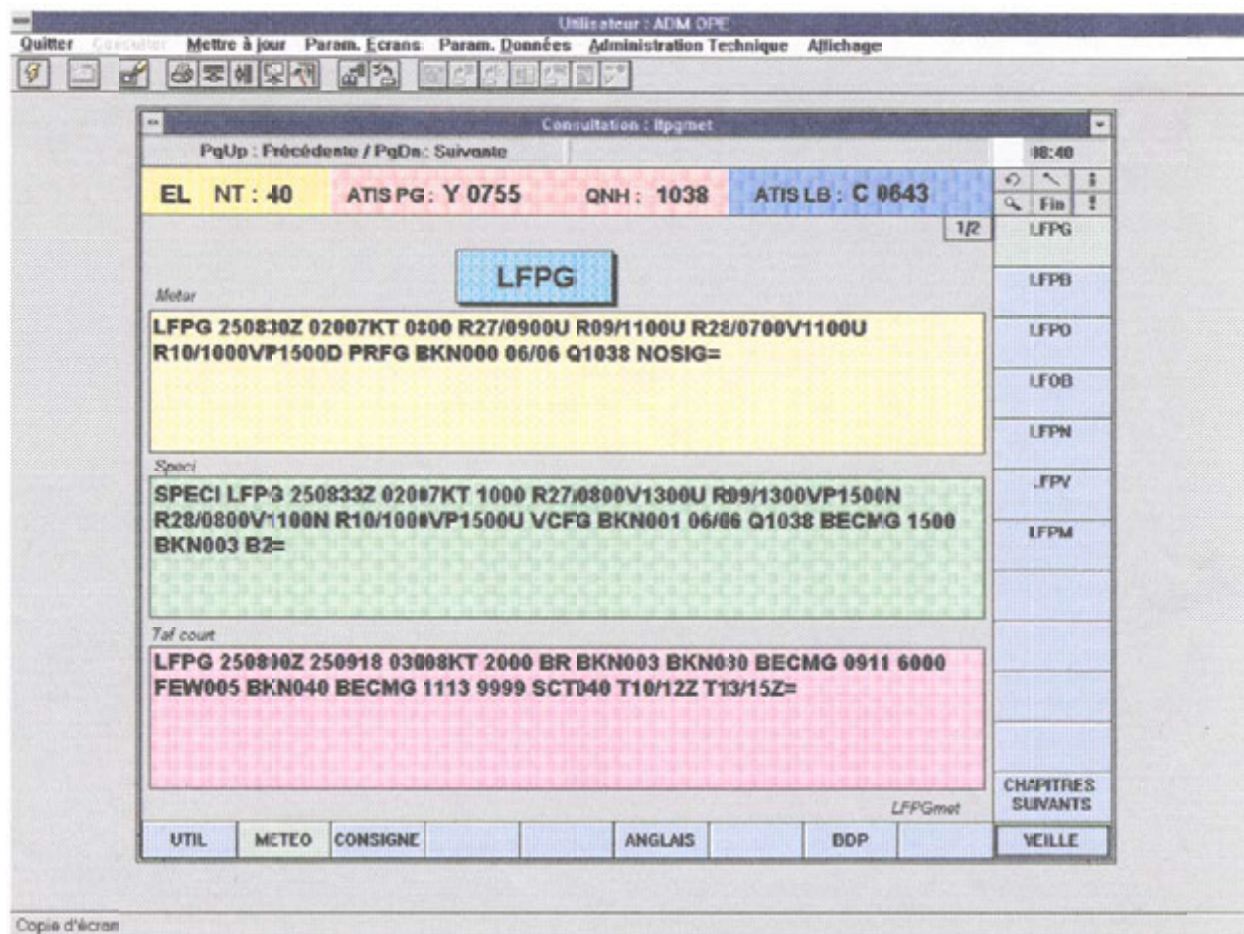 Utilisateur : ADM OPE
Quitter Consulter Mettre à jour Param. Ecrans Param. Données Administration Technique Affichage
Consultation : lfpgmet
PgUp : Précédente / PgDn : Suivante 08:40
EL NT : 40 ATIS PG : Y 0755 QNH : 1038 ATIS LB : C 0643
Fin
1/2
LFPG
LFPG
Metar
LFPG 250830Z 02007KT 0800 R27/0900U R09/1100U R28/0700V1100U
R10/1000VP1500D PRFG BKN000 06/06 Q1038 NOSIG=
Speci
SPECI LFPG 250833Z 02007KT 1000 R27/0800V1300U R09/1300VP1500N
R28/0800V1100N R10/1000VP1500U VCFG BKN001 06/06 Q1038 BECMG 1500
BKN003 B2=
Taf court
LFPG 250800Z 250918 03008KT 2000 BR BKN003 BKN030 BECMG 0911 6000
FEW005 BKN040 BECMG 1113 9999 SCT040 T10/12Z T13/15Z=
LFPB
LFPO
LFOB
LFPN
LFPV
LFPM
CHAPITRES
SUIVANTS
LFPGmet
UTIL METEO CONSIGNE ANGLAIS BDP VEILLE
Copie d'écran